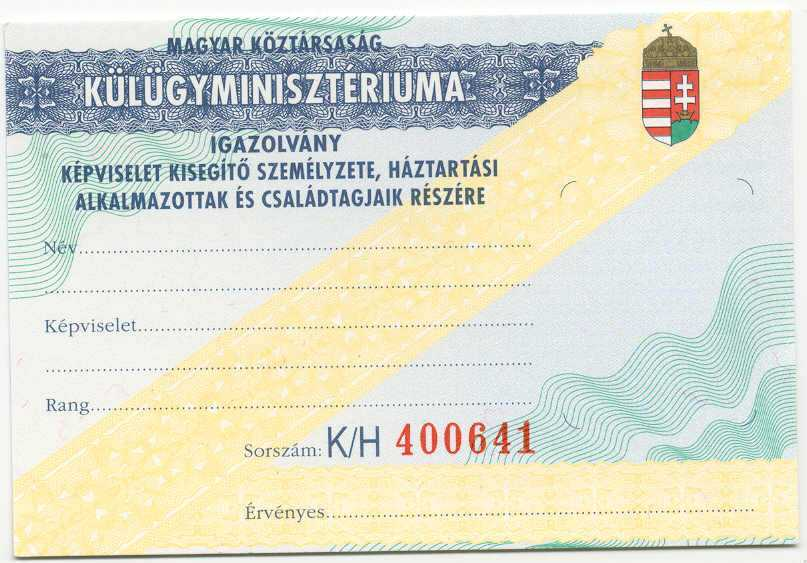 MAGYAR KÖZTÁRSASÁG
KÜLÜGYMINISZTÉRIUMA
IGAZOLVÁNY
KÉPVISELET KISEGÍTŐ SZEMÉLYZETE, HÁZTARTÁSI
ALKALMAZOTTAK ÉS CSALÁDTAGJAIK RÉSZÉRE
Név
Képviselet
Rang
Sorszám: K/H 400641
Érvényes